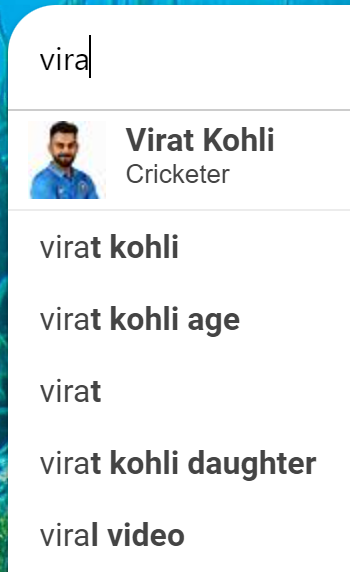 vira
Virat Kohli
Cricketer
virat kohli
virat kohli age
virat
virat kohli daughter
viral video